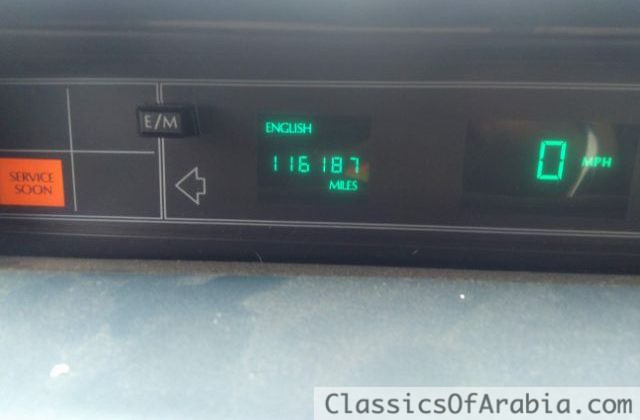 E/M
SERVICE
SOON
ENGLISH
116187
MILES
0 MPH
ClassicsOfArabia.com